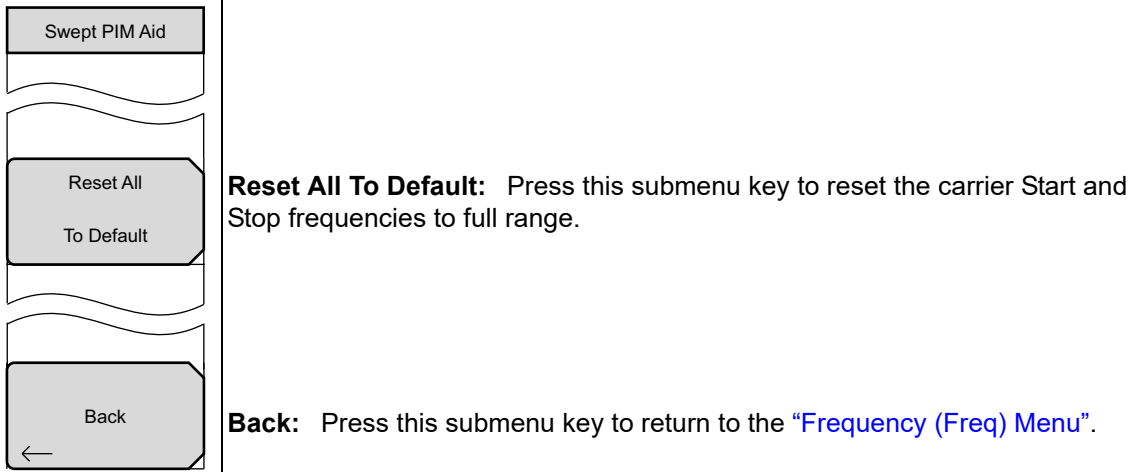 Swept PIM Aid
Reset All
To Default
Reset All To Default: Press this submenu key to reset the carrier Start and
Stop frequencies to full range.
Back
Back: Press this submenu key to return to the “Frequency (Freq) Menu”.